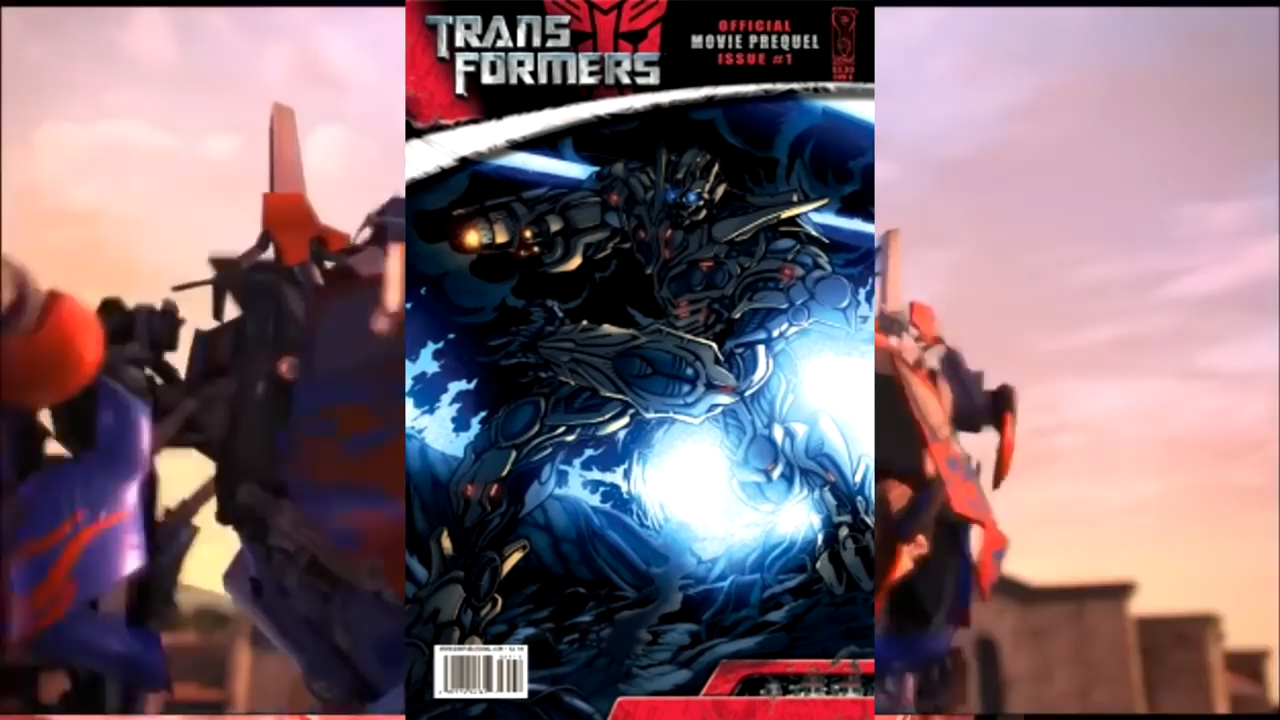 TRANS
FORMERS
OFFICIAL
MOVIE PREQUEL
ISSUE #1